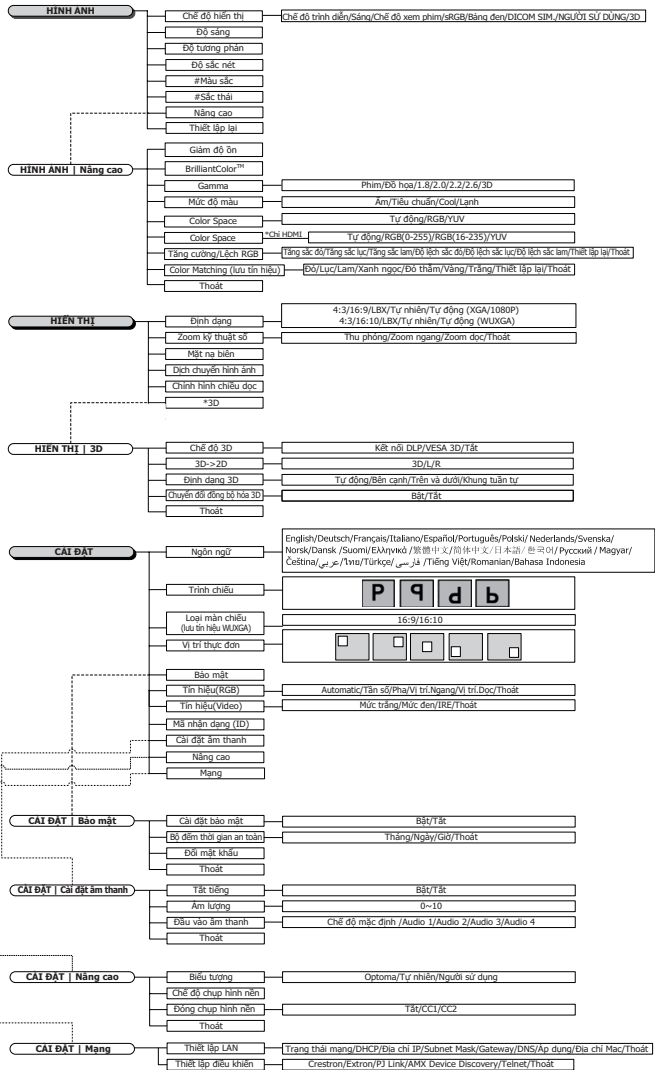 HÌNH ẢNH
Chế độ hiển thị
Chế độ trình diễn/Sáng/Chế độ xem phim/sRGB/Bảng đen/DICOM SIM./NGƯỜI SỬ DỤNG/3D
Độ sáng
Độ tương phản
Độ sắc nét
#Màu sắc
#Sắc thái
Nâng cao
Thiết lập lại
HÌNH ẢNH | Nâng cao
Giảm độ ồn
BrilliantColor™
Gamma
Phim/Đồ họa/1.8/2.0/2.2/2.6/3D
Mức độ màu
Ấm/Tiêu chuẩn/Cool/Lạnh
Color Space
Tự động/RGB/YUV
Color Space
*Chỉ HDMI
Tự động/RGB(0-255)/RGB(16-235)/YUV
Tăng cường/Lệch RGB
Tăng sắc đỏ/Tăng sắc lục/Tăng sắc lam/Độ lệch sắc đỏ/Độ lệch sắc lục/Độ lệch sắc lam/Thiết lập lại/Thoát
Color Matching (lưu tín hiệu)
Đỏ/Lục/Lam/Xanh ngọc/Đỏ thắm/Vàng/Trắng/Thiết lập lại/Thoát
Thoát
HIỂN THỊ
Định dạng
4:3/16:9/LBX/Tự nhiên/Tự động (XGA/1080P)
4:3/16:10/LBX/Tự nhiên/Tự động (WUXGA)
Zoom kỹ thuật số
Thu phóng/Zoom ngang/Zoom dọc/Thoát
Mặt nạ biên
Dịch chuyển hình ảnh
Chỉnh hình chiều dọc
*3D
HIỂN THỊ | 3D
Chế độ 3D
Kết nối DLP/VESA 3D/Tắt
3D->2D
3D/L/R
Định dạng 3D
Tự động/Bên cạnh/Trên và dưới/Khung tuần tự
Chuyển đổi đồng bộ hóa 3D
Bật/Tắt
Thoát
CÀI ĐẶT
Ngôn ngữ
English/Deutsch/Français/Italiano/Español/Português/Polski/ Nederlands/Svenska/
Norsk/Dansk /Suomi/Ελληνικά /繁體中文/简体中文/日本語/ 한국어/ Русский / Magyar/
Čeština/عربي/ไทย/Türkçe/ فارسی /Tiếng Việt/Romanian/Bahasa Indonesia
Trình chiếu
P P P P
Loại màn chiếu
(lưu tín hiệu WUXGA)
16:9/16:10
Vị trí thực đơn
Bảo mật
Tín hiệu(RGB)
Automatic/Tần số/Pha/Vị trí.Ngang/Vị trí.Dọc/Thoát
Tín hiệu(Video)
Mức trắng/Mức đen/IRE/Thoát
Mã nhận dạng (ID)
Cài đặt âm thanh
Nâng cao
Mạng
CÀI ĐẶT | Bảo mật
Cài đặt bảo mật
Bật/Tắt
Bộ đếm thời gian an toàn
Tháng/Ngày/Giờ/Thoát
Đổi mật khẩu
Thoát
CÀI ĐẶT | Cài đặt âm thanh
Tắt tiếng
Bật/Tắt
Âm lượng
0~10
Đầu vào âm thanh
Chế độ mặc định /Audio 1/Audio 2/Audio 3/Audio 4
Thoát
CÀI ĐẶT | Nâng cao
Biểu tượng
Optoma/Tự nhiên/Người sử dụng
Chế độ chụp hình nền
Đóng chụp hình nền
Tắt/CC1/CC2
Thoát
CÀI ĐẶT | Mạng
Thiết lập LAN
Trạng thái mạng/DHCP/Địa chỉ IP/Subnet Mask/Gateway/DNS/Áp dụng/Địa chỉ Mac/Thoát
Thiết lập điều khiển
Crestron/Extron/PJ Link/AMX Device Discovery/Telnet/Thoát